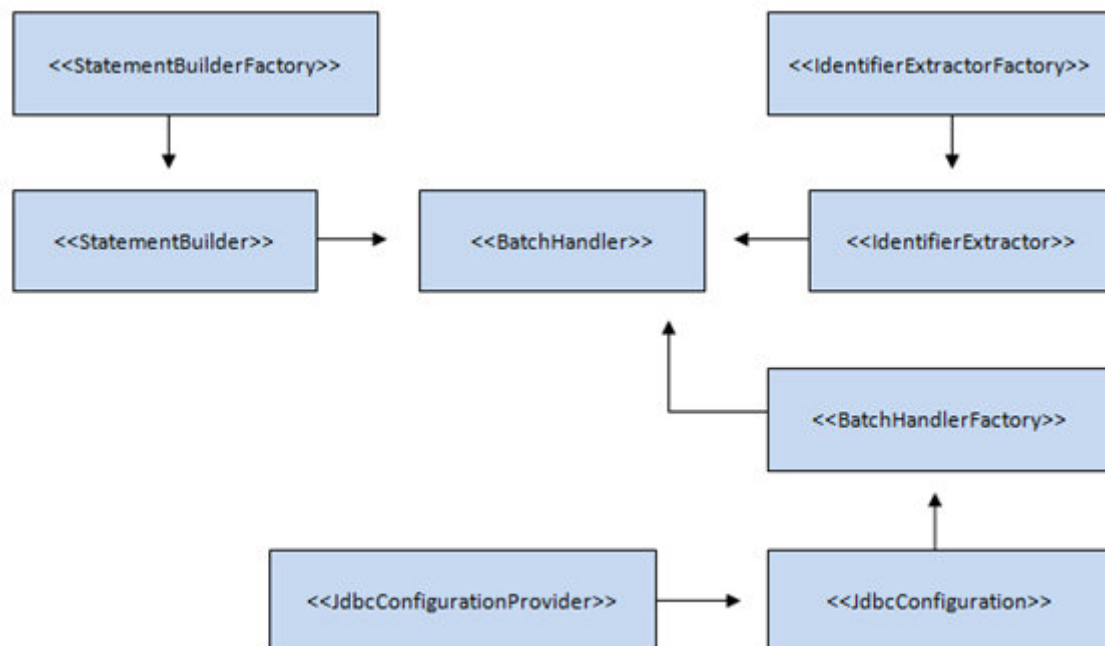 <<StatementBuilderFactory>>
<<IdentifierExtractorFactory>>
<<StatementBuilder>>
<<BatchHandler>>
<<IdentifierExtractor>>
<<BatchHandlerFactory>>
<<JdbcConfigurationProvider>>
<<JdbcConfiguration>>